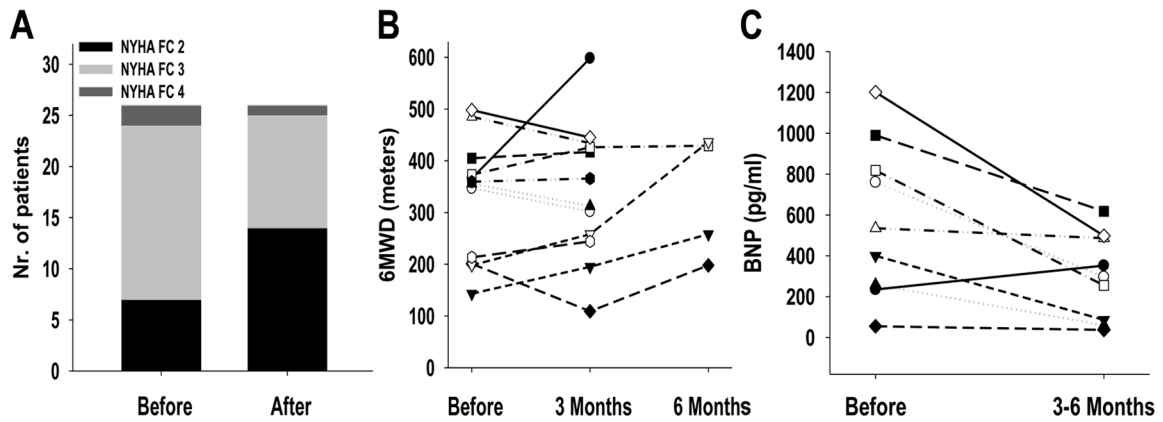 A
NYHA FC 2
NYHA FC 3
NYHA FC 4
Nr. of patients
30
25
20
15
10
5
0
Before
After
B
6MWD (meters)
600
500
400
300
200
100
0
Before
3 Months
6 Months
C
BNP (pg/ml)
1400
1200
1000
800
600
400
200
0
Before
3-6 Months